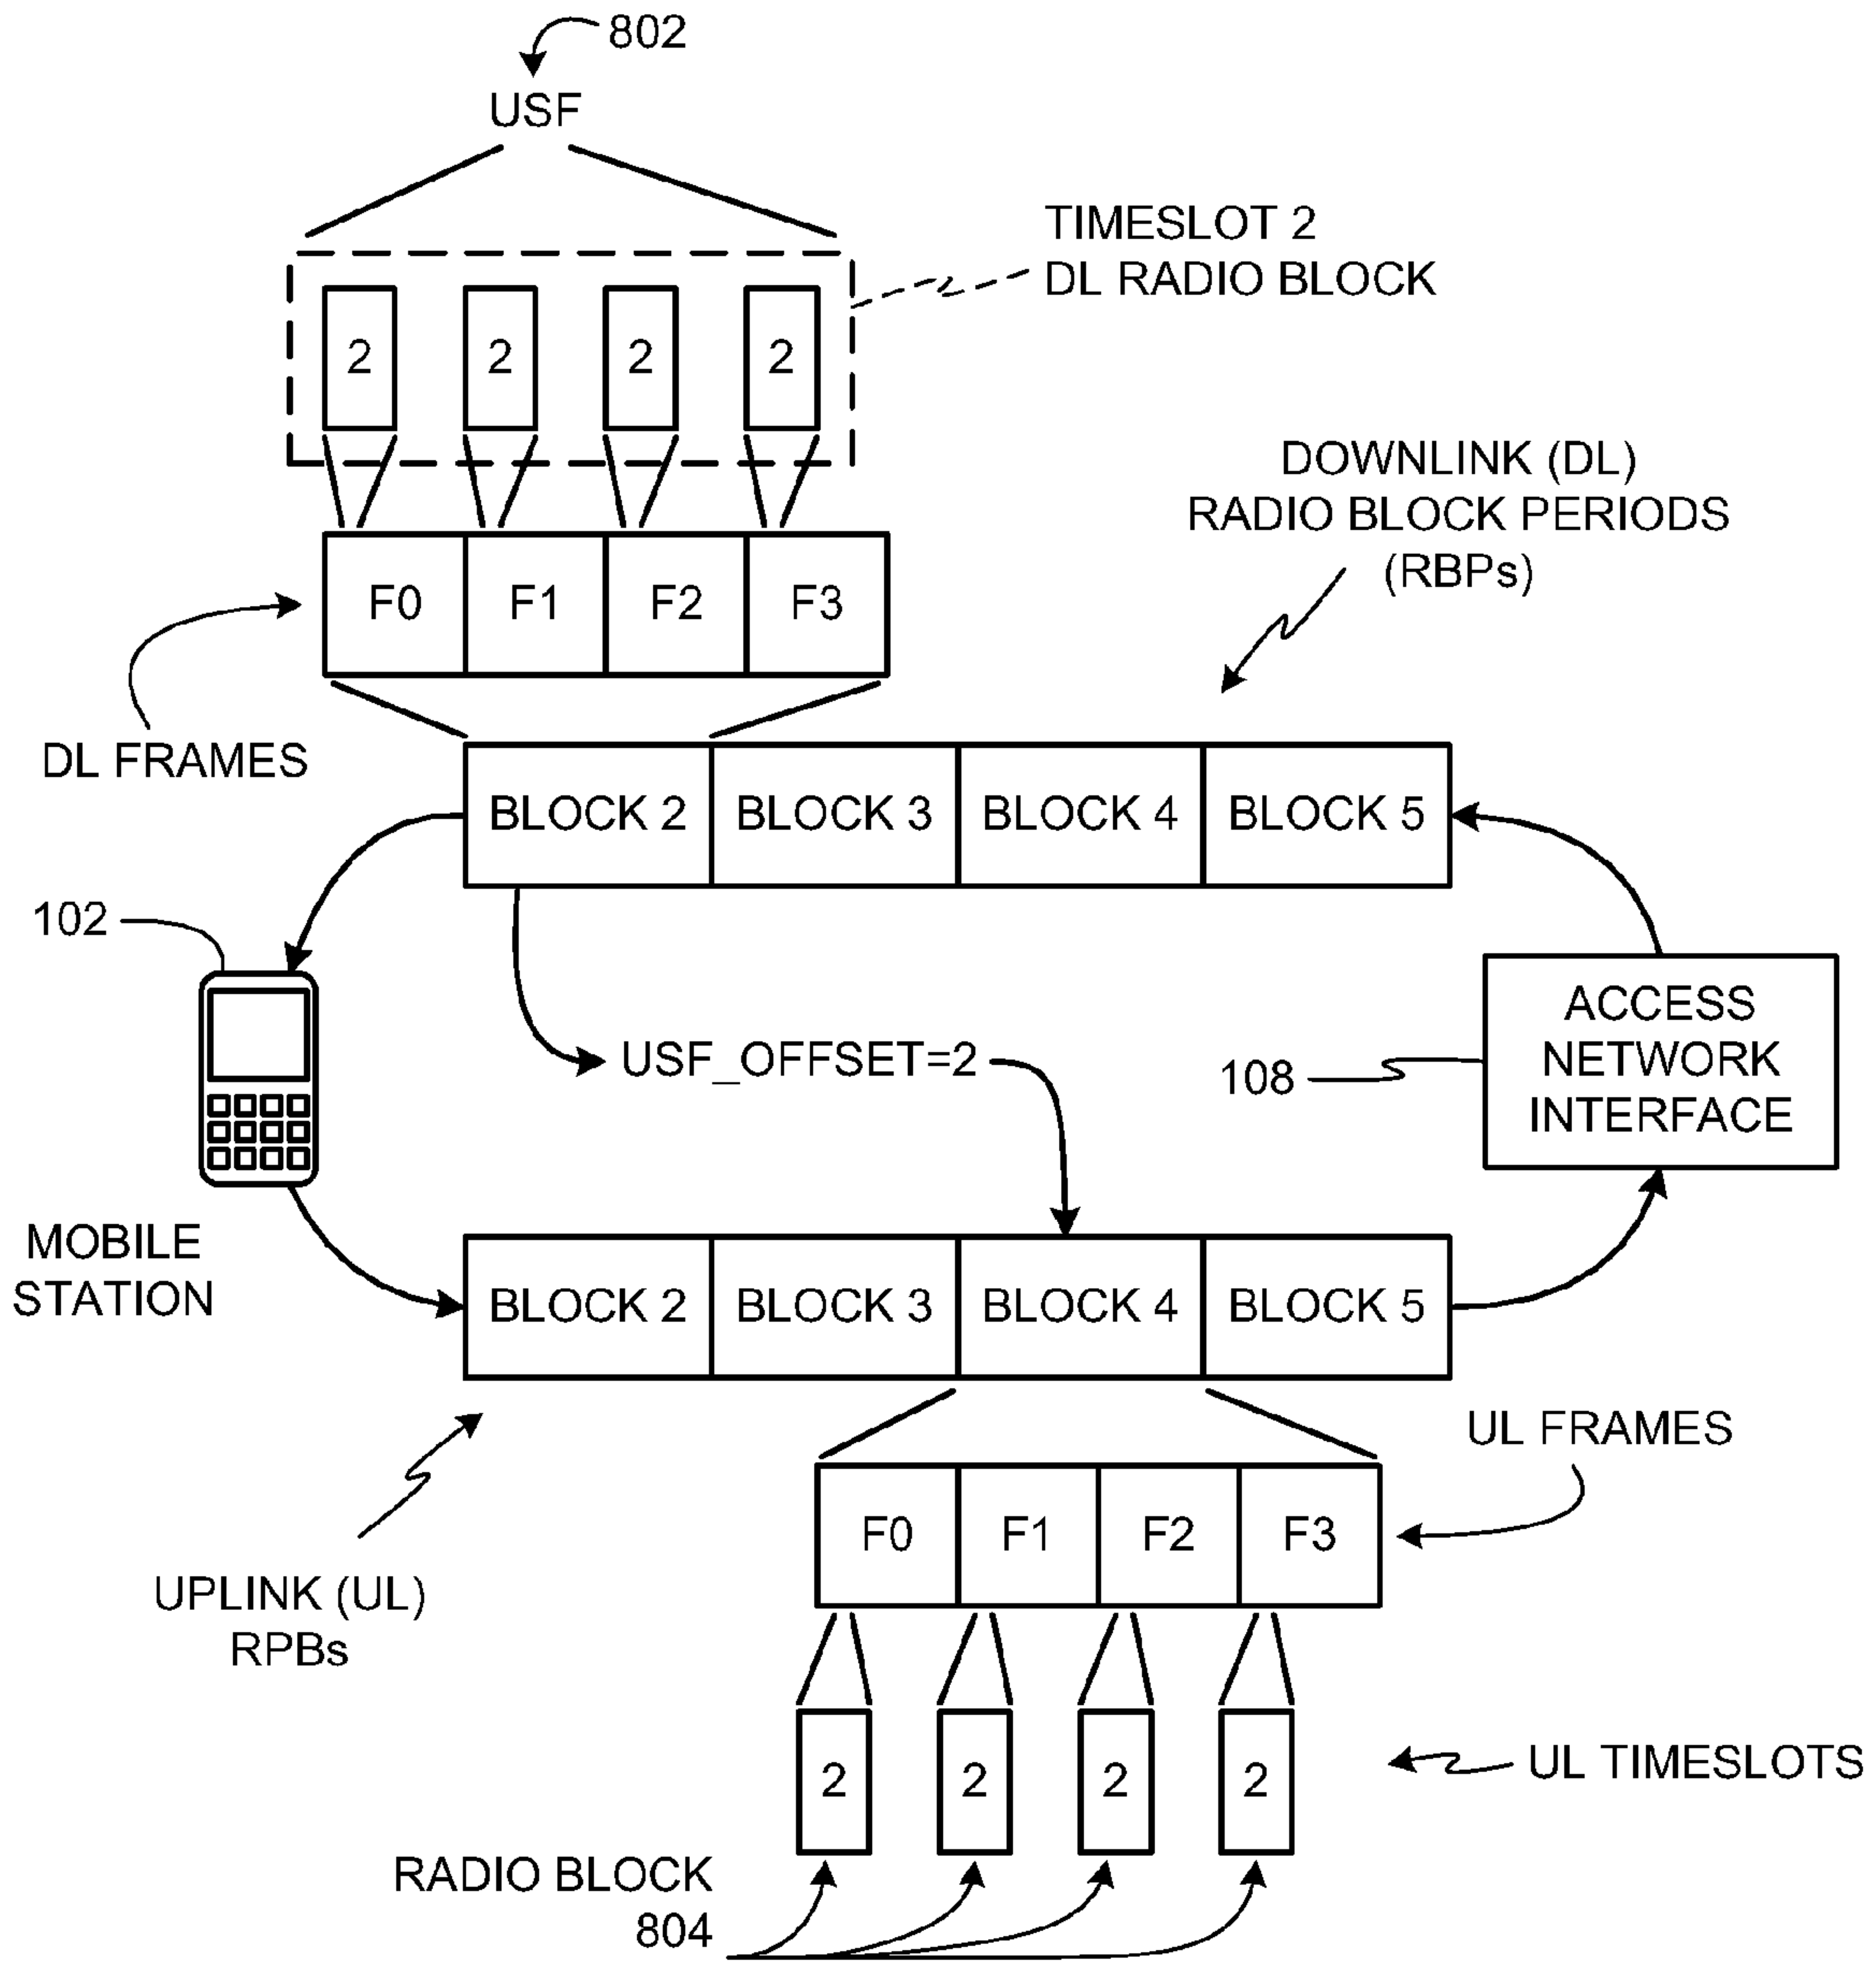 802
USF
TIMESLOT 2
DL RADIO BLOCK
2 2 2 2
DOWNLINK (DL)
RADIO BLOCK PERIODS
(RBPs)
F0 F1 F2 F3
DL FRAMES
BLOCK 2 BLOCK 3 BLOCK 4 BLOCK 5
102
ACCESS
NETWORK
INTERFACE
USF_OFFSET=2
108
MOBILE
STATION
BLOCK 2 BLOCK 3 BLOCK 4 BLOCK 5
UL FRAMES
F0 F1 F2 F3
UPLINK (UL)
RPBs
2 2 2 2
UL TIMESLOTS
RADIO BLOCK
804